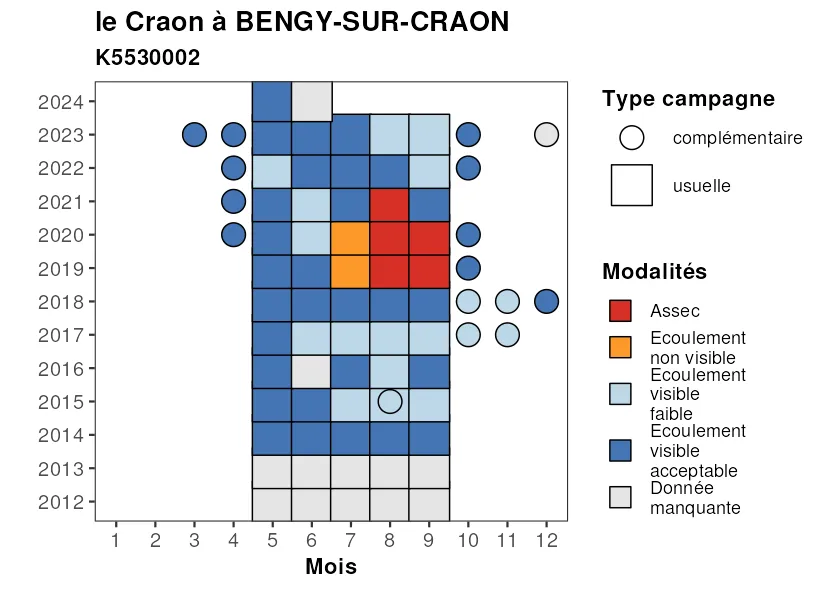 le Craon à BENGY-SUR-CRAON
K5530002
2024
2023
2022
2021
2020
2019
2018
2017
2016
2015
2014
2013
2012
1 2 3 4 5 6 7 8 9 10 11 12
Mois
Type campagne
complémentaire
usuelle
Modalités
Assec
Ecoulement
non visible
Ecoulement
visible
faible
Ecoulement
visible
acceptable
Donnée
manquante